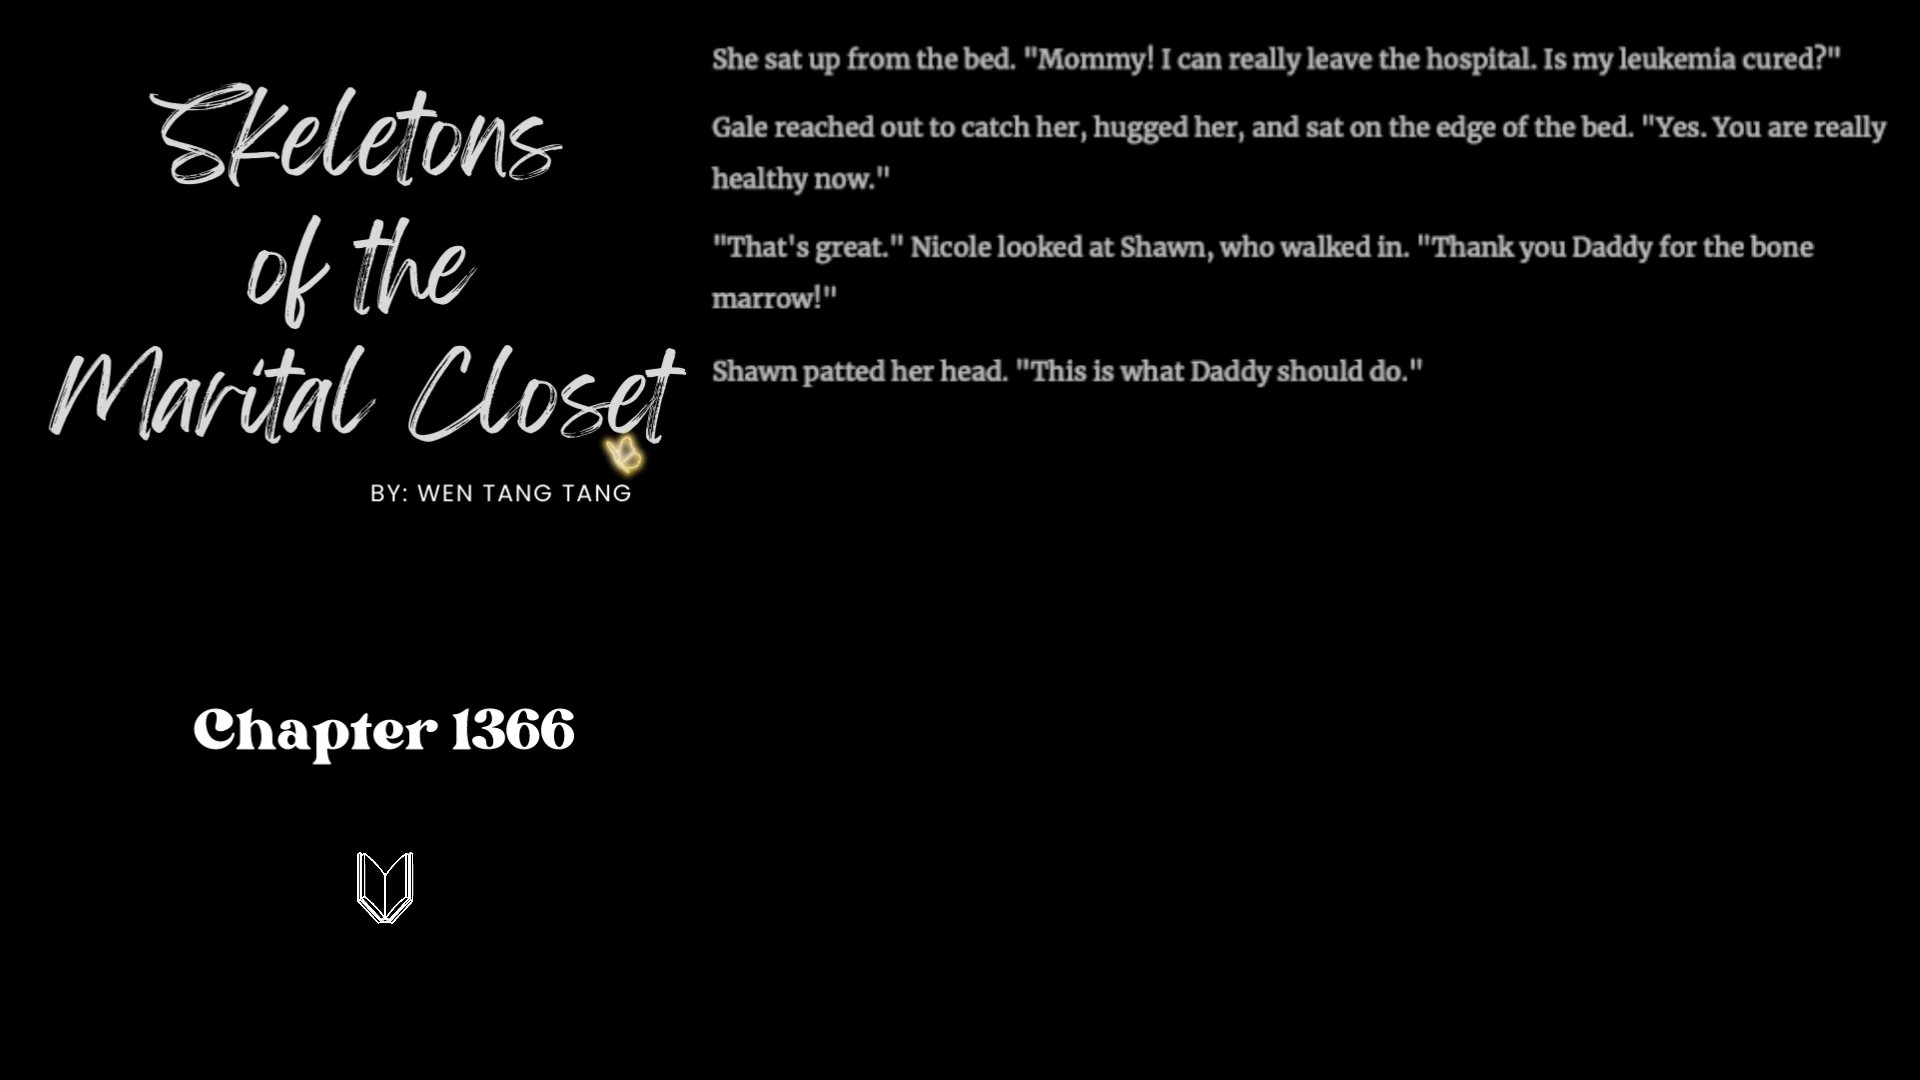 Skeletons
of the
Marital Closet
BY: WEN TANG TANG
Chapter 1366
She sat up from the bed. "Mommy! I can really leave the hospital. Is my leukemia cured?"
Gale reached out to catch her, hugged her, and sat on the edge of the bed. "Yes. You are really
healthy now."
"That's great." Nicole looked at Shawn, who walked in. "Thank you Daddy for the bone
marrow!"
Shawn patted her head. "This is what Daddy should do."